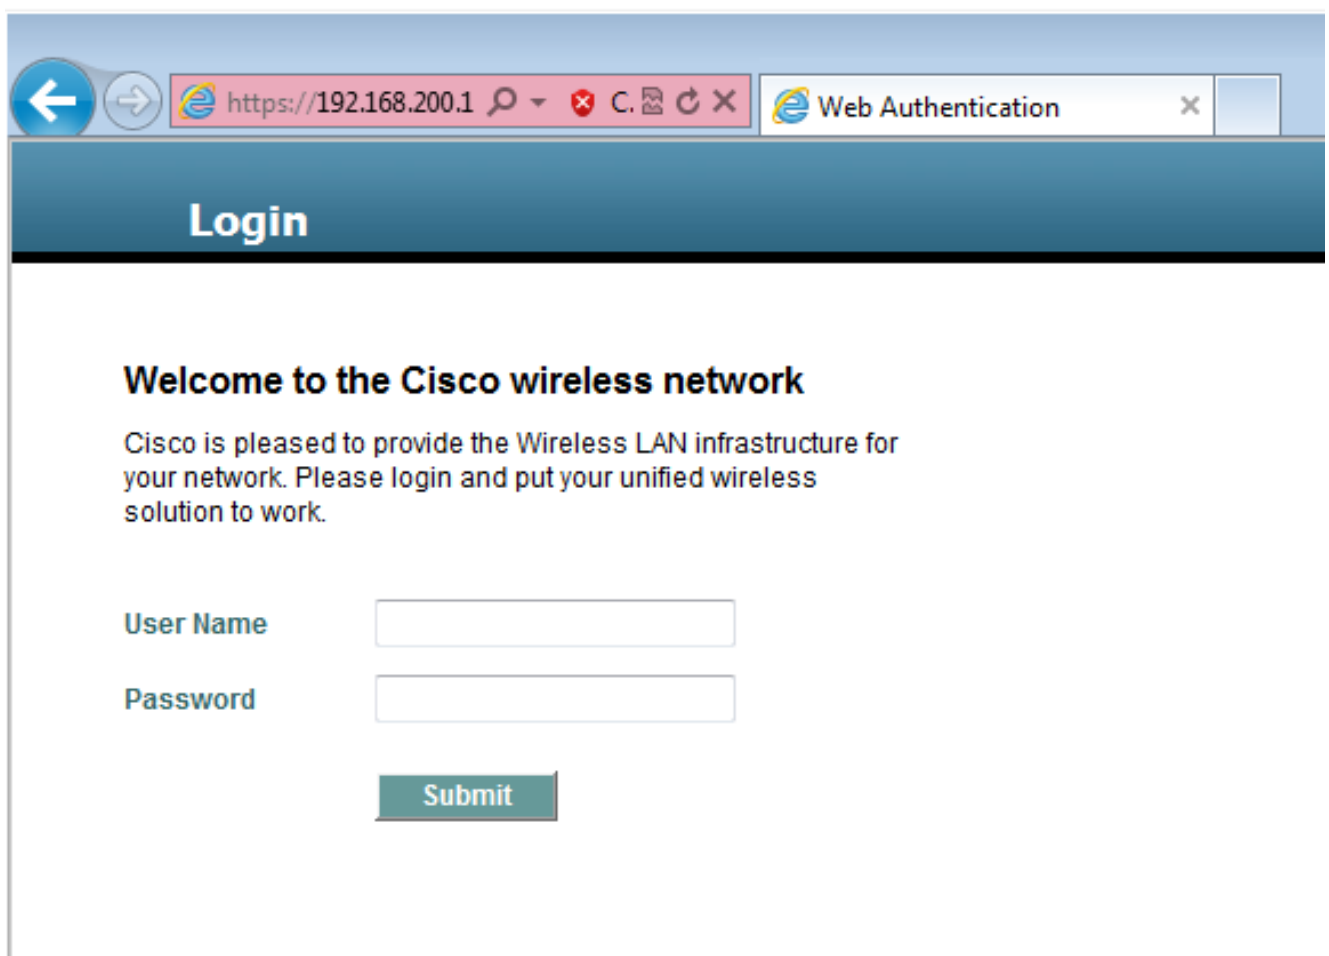 https://192.168.200.1 C.
Web Authentication
Login
Welcome to the Cisco wireless network
Cisco is pleased to provide the Wireless LAN infrastructure for
your network. Please login and put your unified wireless
solution to work.
User Name
Password
Submit